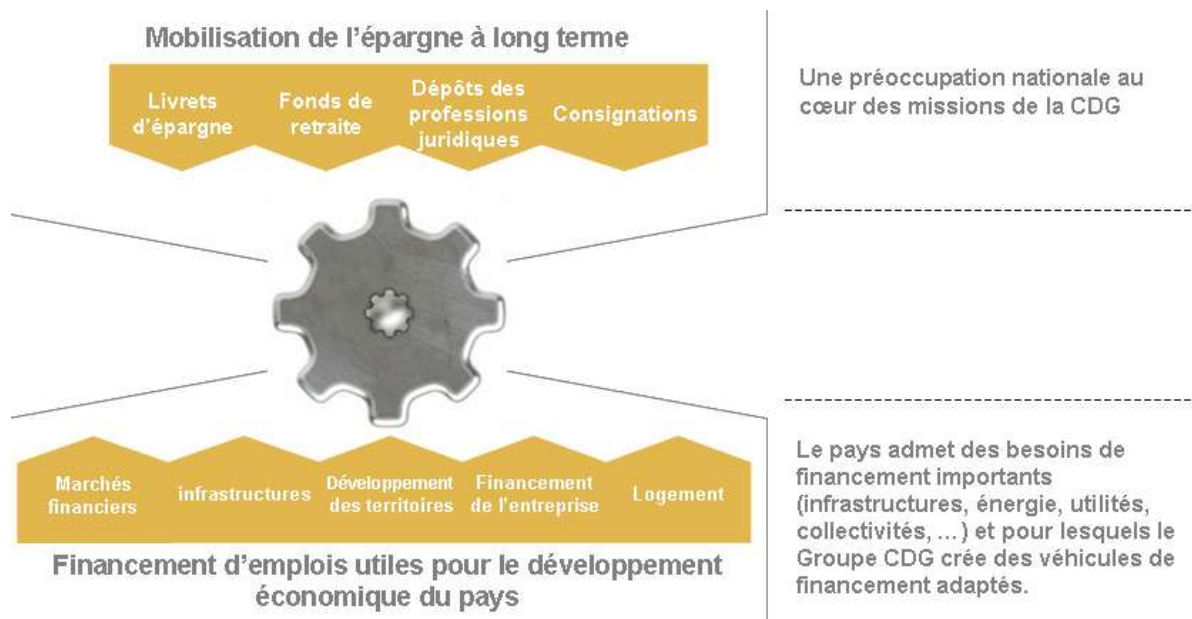 Mobilisation de l'épargne à long terme
Livrets
d'épargne
Fonds de
retraite
Dépôts des
professions
juridiques
Consignations
Une préoccupation nationale au
cœur des missions de la CDG
Marchés
financiers
infrastructures
Développement
des territoires
Financement
de l'entreprise
Logement
Financement d'emplois utiles pour le développement
économique du pays
Le pays admet des besoins de
financement importants
(infrastructures, énergie, utilités,
collectivités, ...) et pour lesquels le
Groupe CDG crée des véhicules de
financement adaptés.